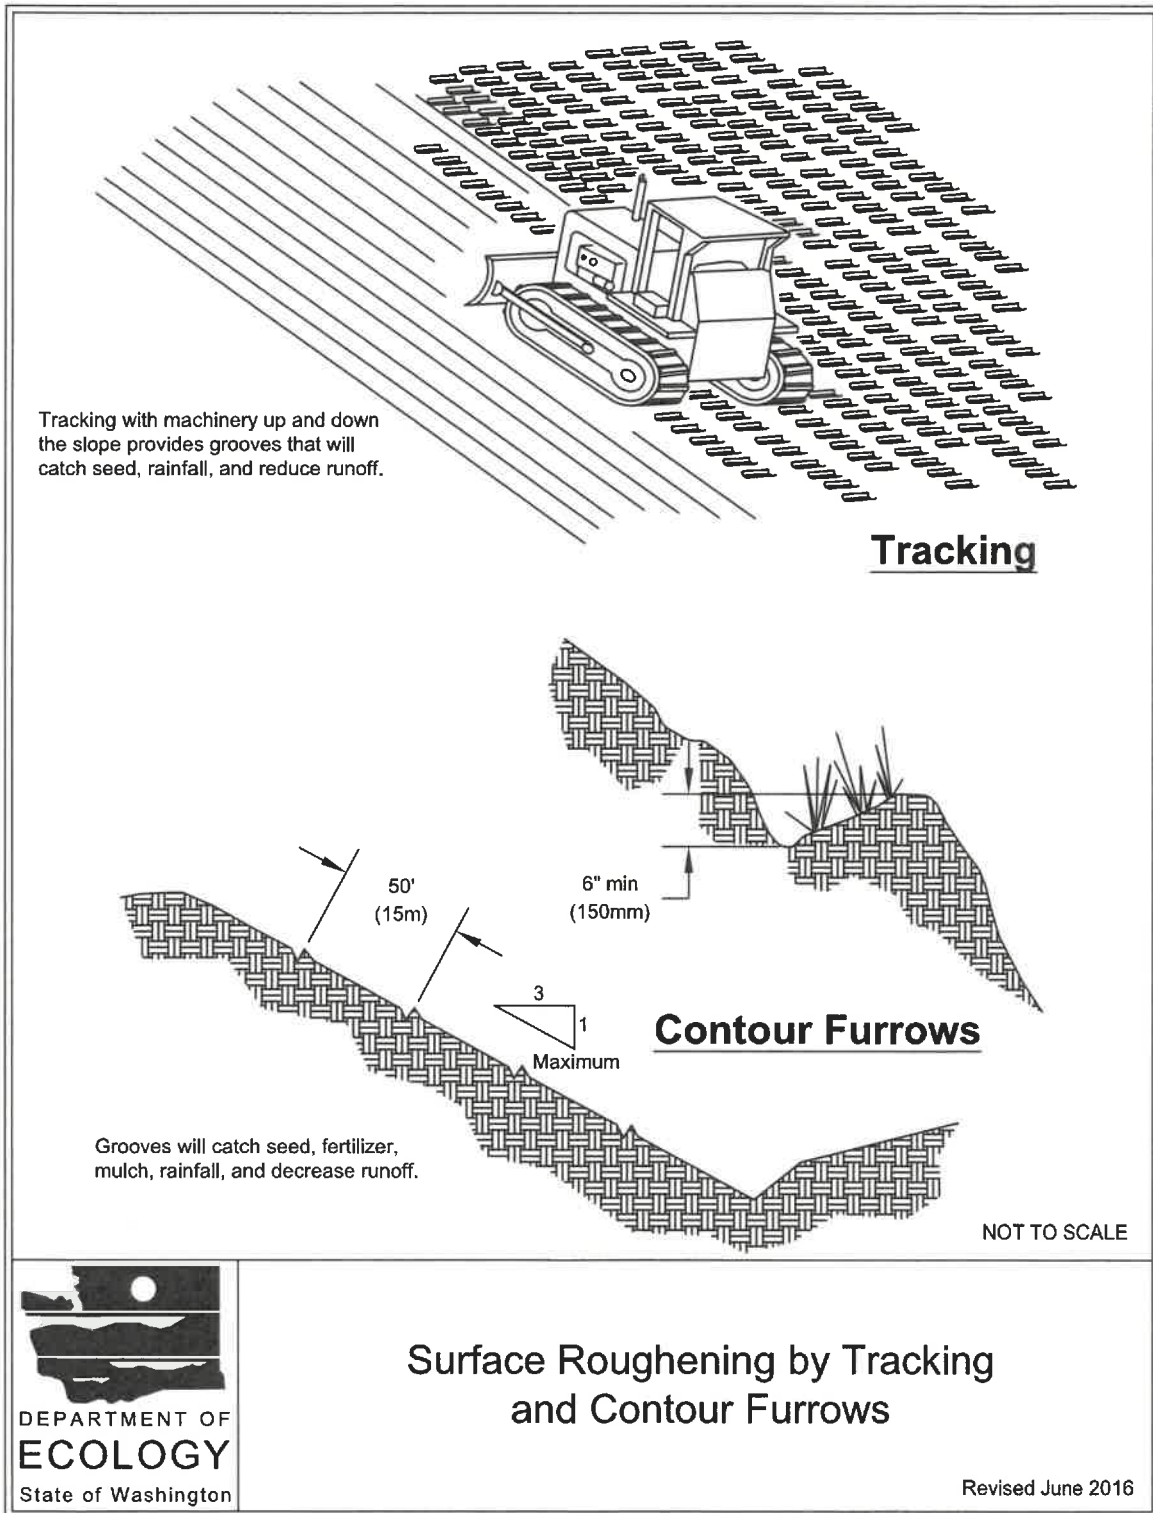 Tracking with machinery up and down
the slope provides grooves that will
catch seed, rainfall, and reduce runoff.
Tracking
6" min
(150mm)
50'
(15m)
3
1
Maximum
Contour Furrows
Grooves will catch seed, fertilizer,
mulch, rainfall, and decrease runoff.
NOT TO SCALE
DEPARTMENT OF
ECOLOGY
State of Washington
Surface Roughening by Tracking
and Contour Furrows
Revised June 2016